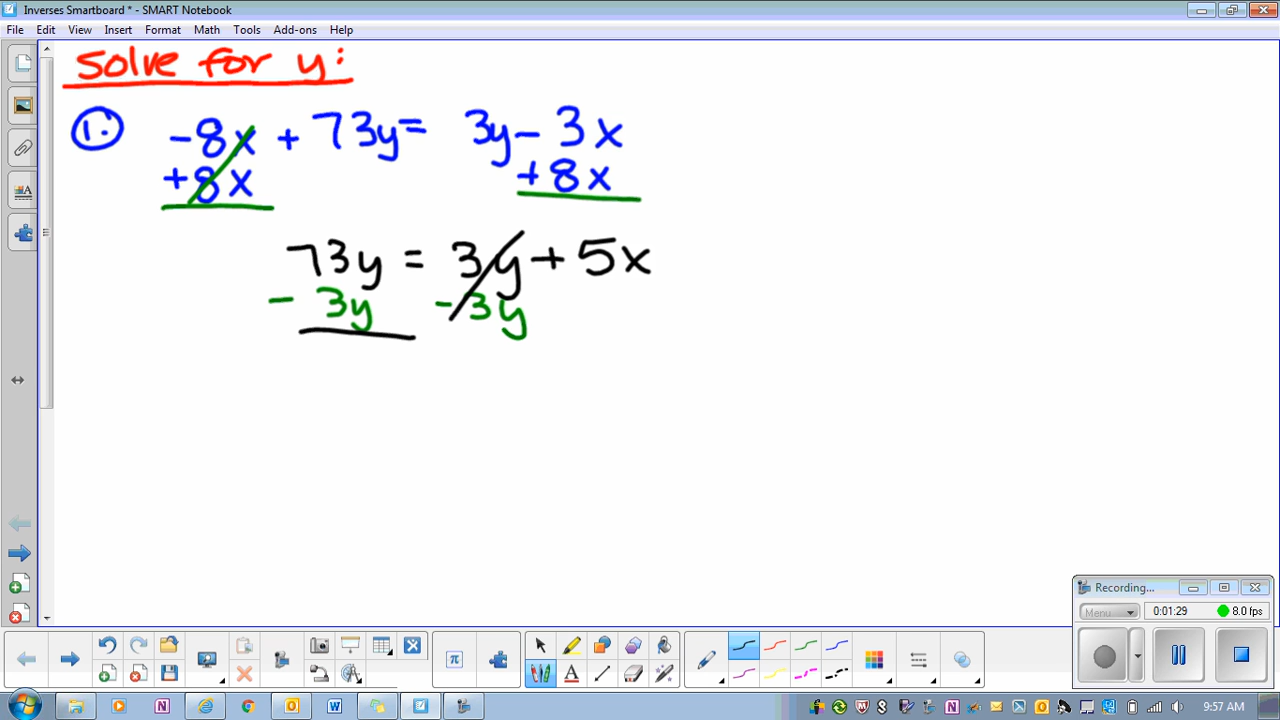 Inverses Smartboard * - SMART Notebook
File Edit View Insert Format Math Tools Add-ons Help
Solve for y:
1. -8x + 73y = 3y - 3x
+8x +8x
73y = 3y + 5x
- 3y -3y
Recording...
Menu 0:01:29 8.0 fps
9:57 AM